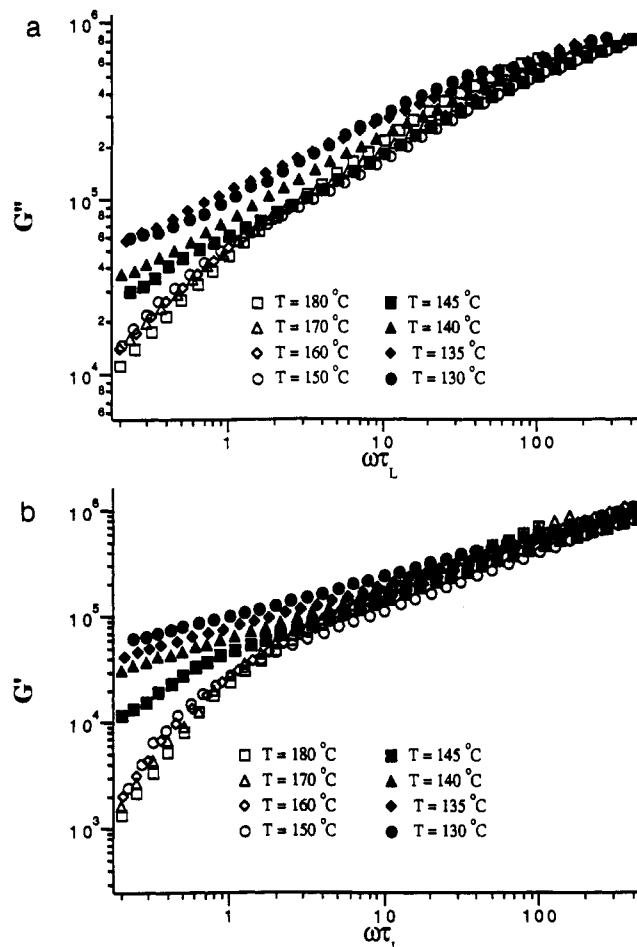 a
10⁶
8
6
4
2
10⁵
8
6
4
2
10⁴
8
6
G''
□ T = 180 °C ■ T = 145 °C
△ T = 170 °C ▲ T = 140 °C
◇ T = 160 °C ◆ T = 135 °C
○ T = 150 °C ● T = 130 °C
1 10 100
ωτ_L
b
10⁶
10⁵
10⁴
10³
G'
□ T = 180 °C ■ T = 145 °C
△ T = 170 °C ▲ T = 140 °C
◇ T = 160 °C ◆ T = 135 °C
○ T = 150 °C ● T = 130 °C
1 10 100
ωτ